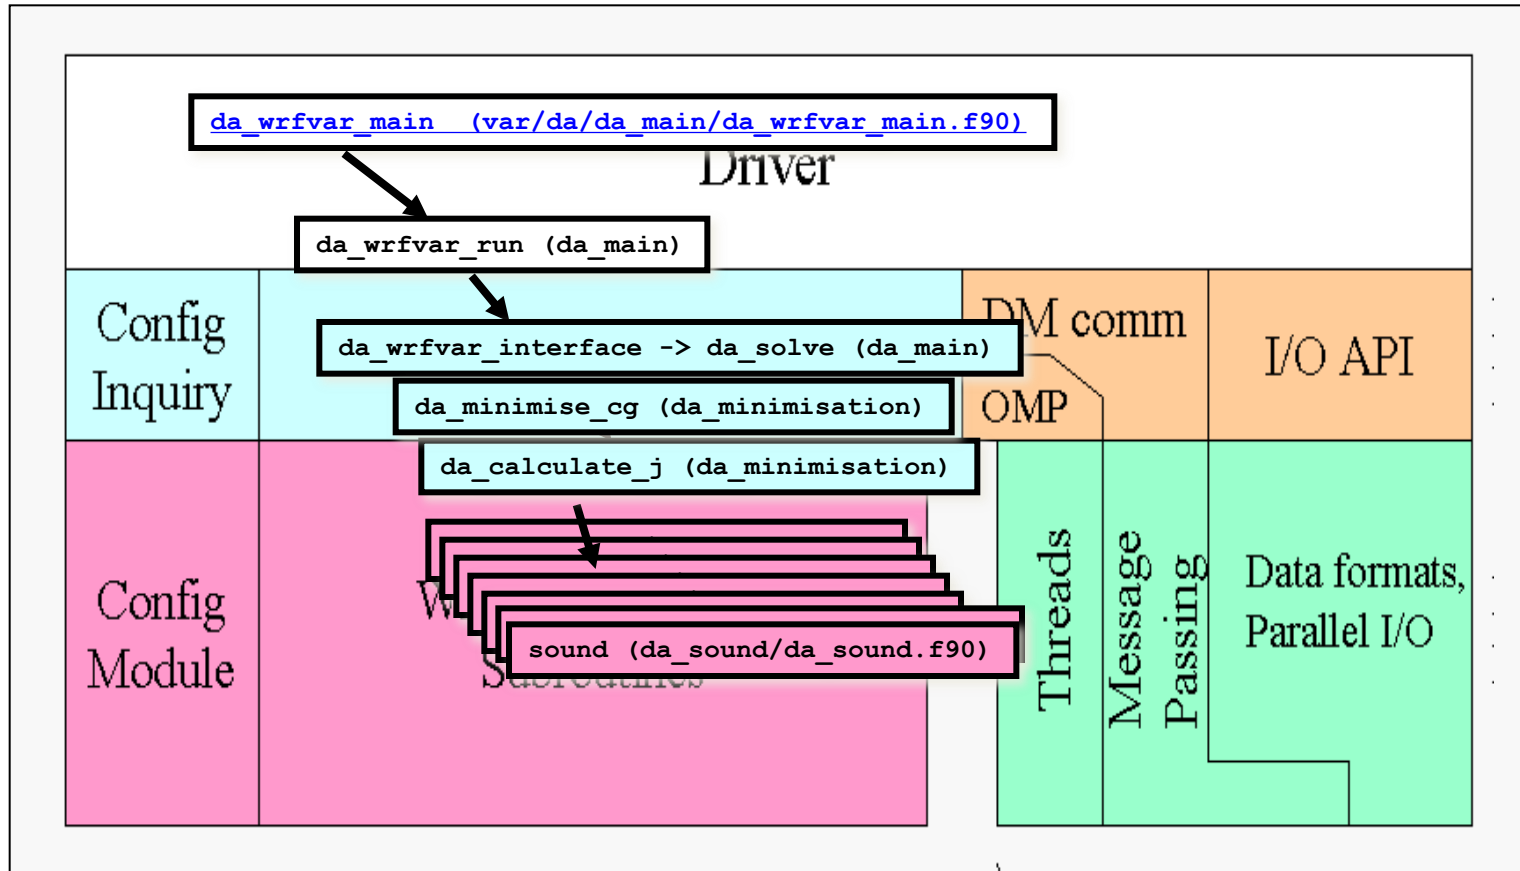 da_wrfvar_main (var/da/da_main/da_wrfvar_main.f90)
Driver
da_wrfvar_run (da_main)
Config
Inquiry
DM comm
OMP
I/O API
da_wrfvar_interface -> da_solve (da_main)
da_minimise_cg (da_minimisation)
da_calculate_j (da_minimisation)
Config
Module
sound (da_sound/da_sound.f90)
Subroutines
Threads
Message
Passing
Data formats,
Parallel I/O